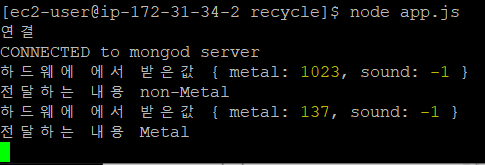 [ec2-user@ip-172-31-34-2 recycle]$ node app.js
연결
CONNECTED to mongod server
하드웨에 에서 받은값 { metal: 1023, sound: -1 }
전달하는 내용 non-Metal
하드웨에 에서 받은값 { metal: 137, sound: -1 }
전달하는 내용 Metal